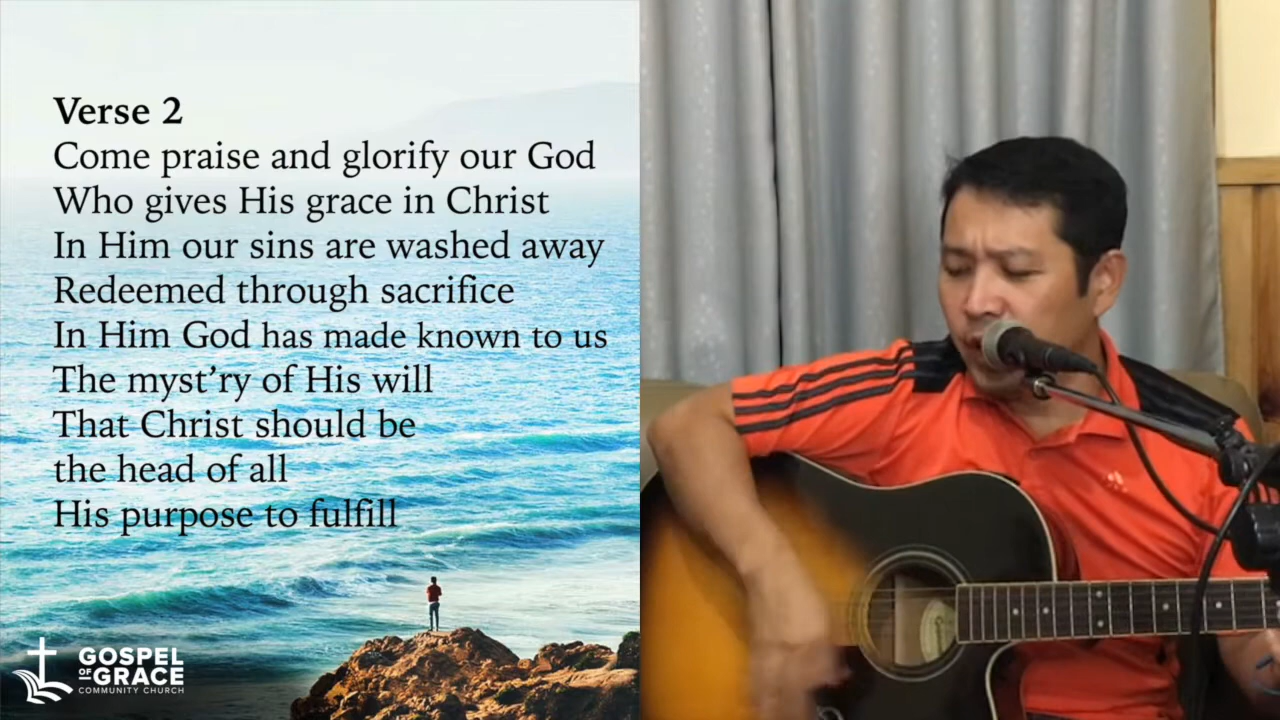 Verse 2
Come praise and glorify our God
Who gives His grace in Christ
In Him our sins are washed away
Redeemed through sacrifice
In Him God has made known to us
The myst’ry of His will
That Christ should be
the head of all
His purpose to fulfill
GOSPEL
OF GRACE
COMMUNITY CHURCH